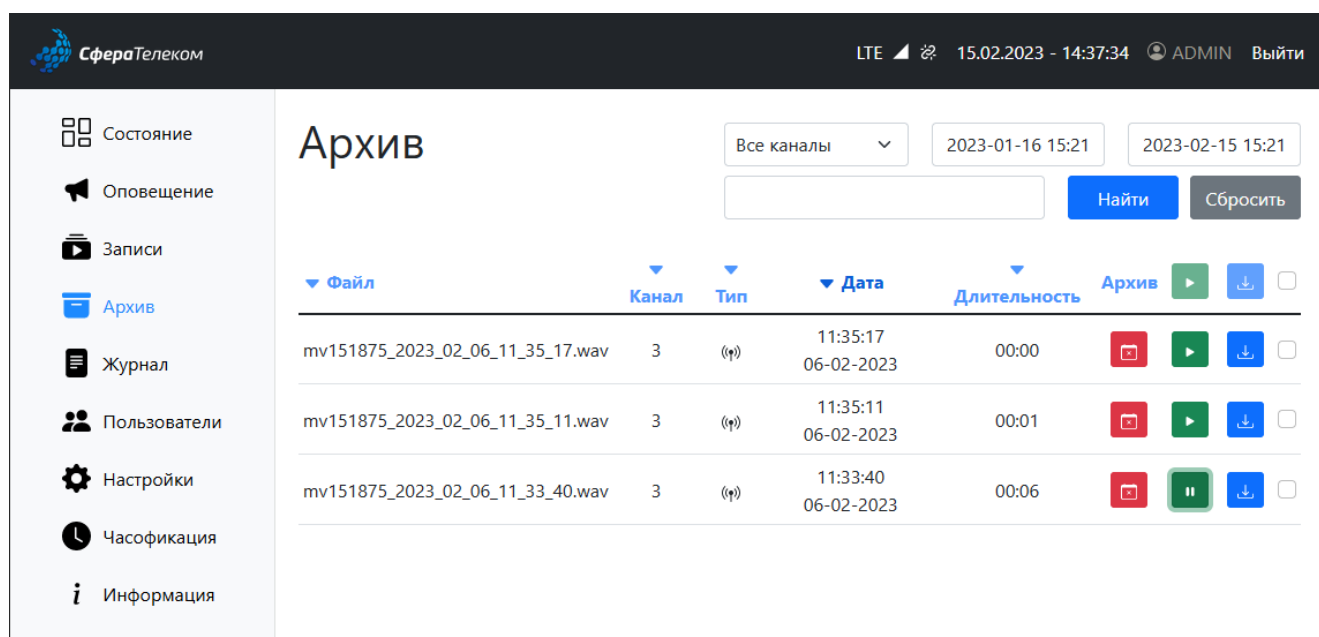 СфераТелеком
LTE 15.02.2023 - 14:37:34 ADMIN Выйти
Состояние
Оповещение
Записи
Архив
Журнал
Пользователи
Настройки
Часофикация
Информация
Архив
Все каналы 2023-01-16 15:21 2023-02-15 15:21
Найти Сбросить
Файл Канал Тип Дата Длительность Архив
mv151875_2023_02_06_11_35_17.wav 3 11:35:17 00:00
06-02-2023
mv151875_2023_02_06_11_35_11.wav 3 11:35:11 00:01
06-02-2023
mv151875_2023_02_06_11_33_40.wav 3 11:33:40 00:06
06-02-2023